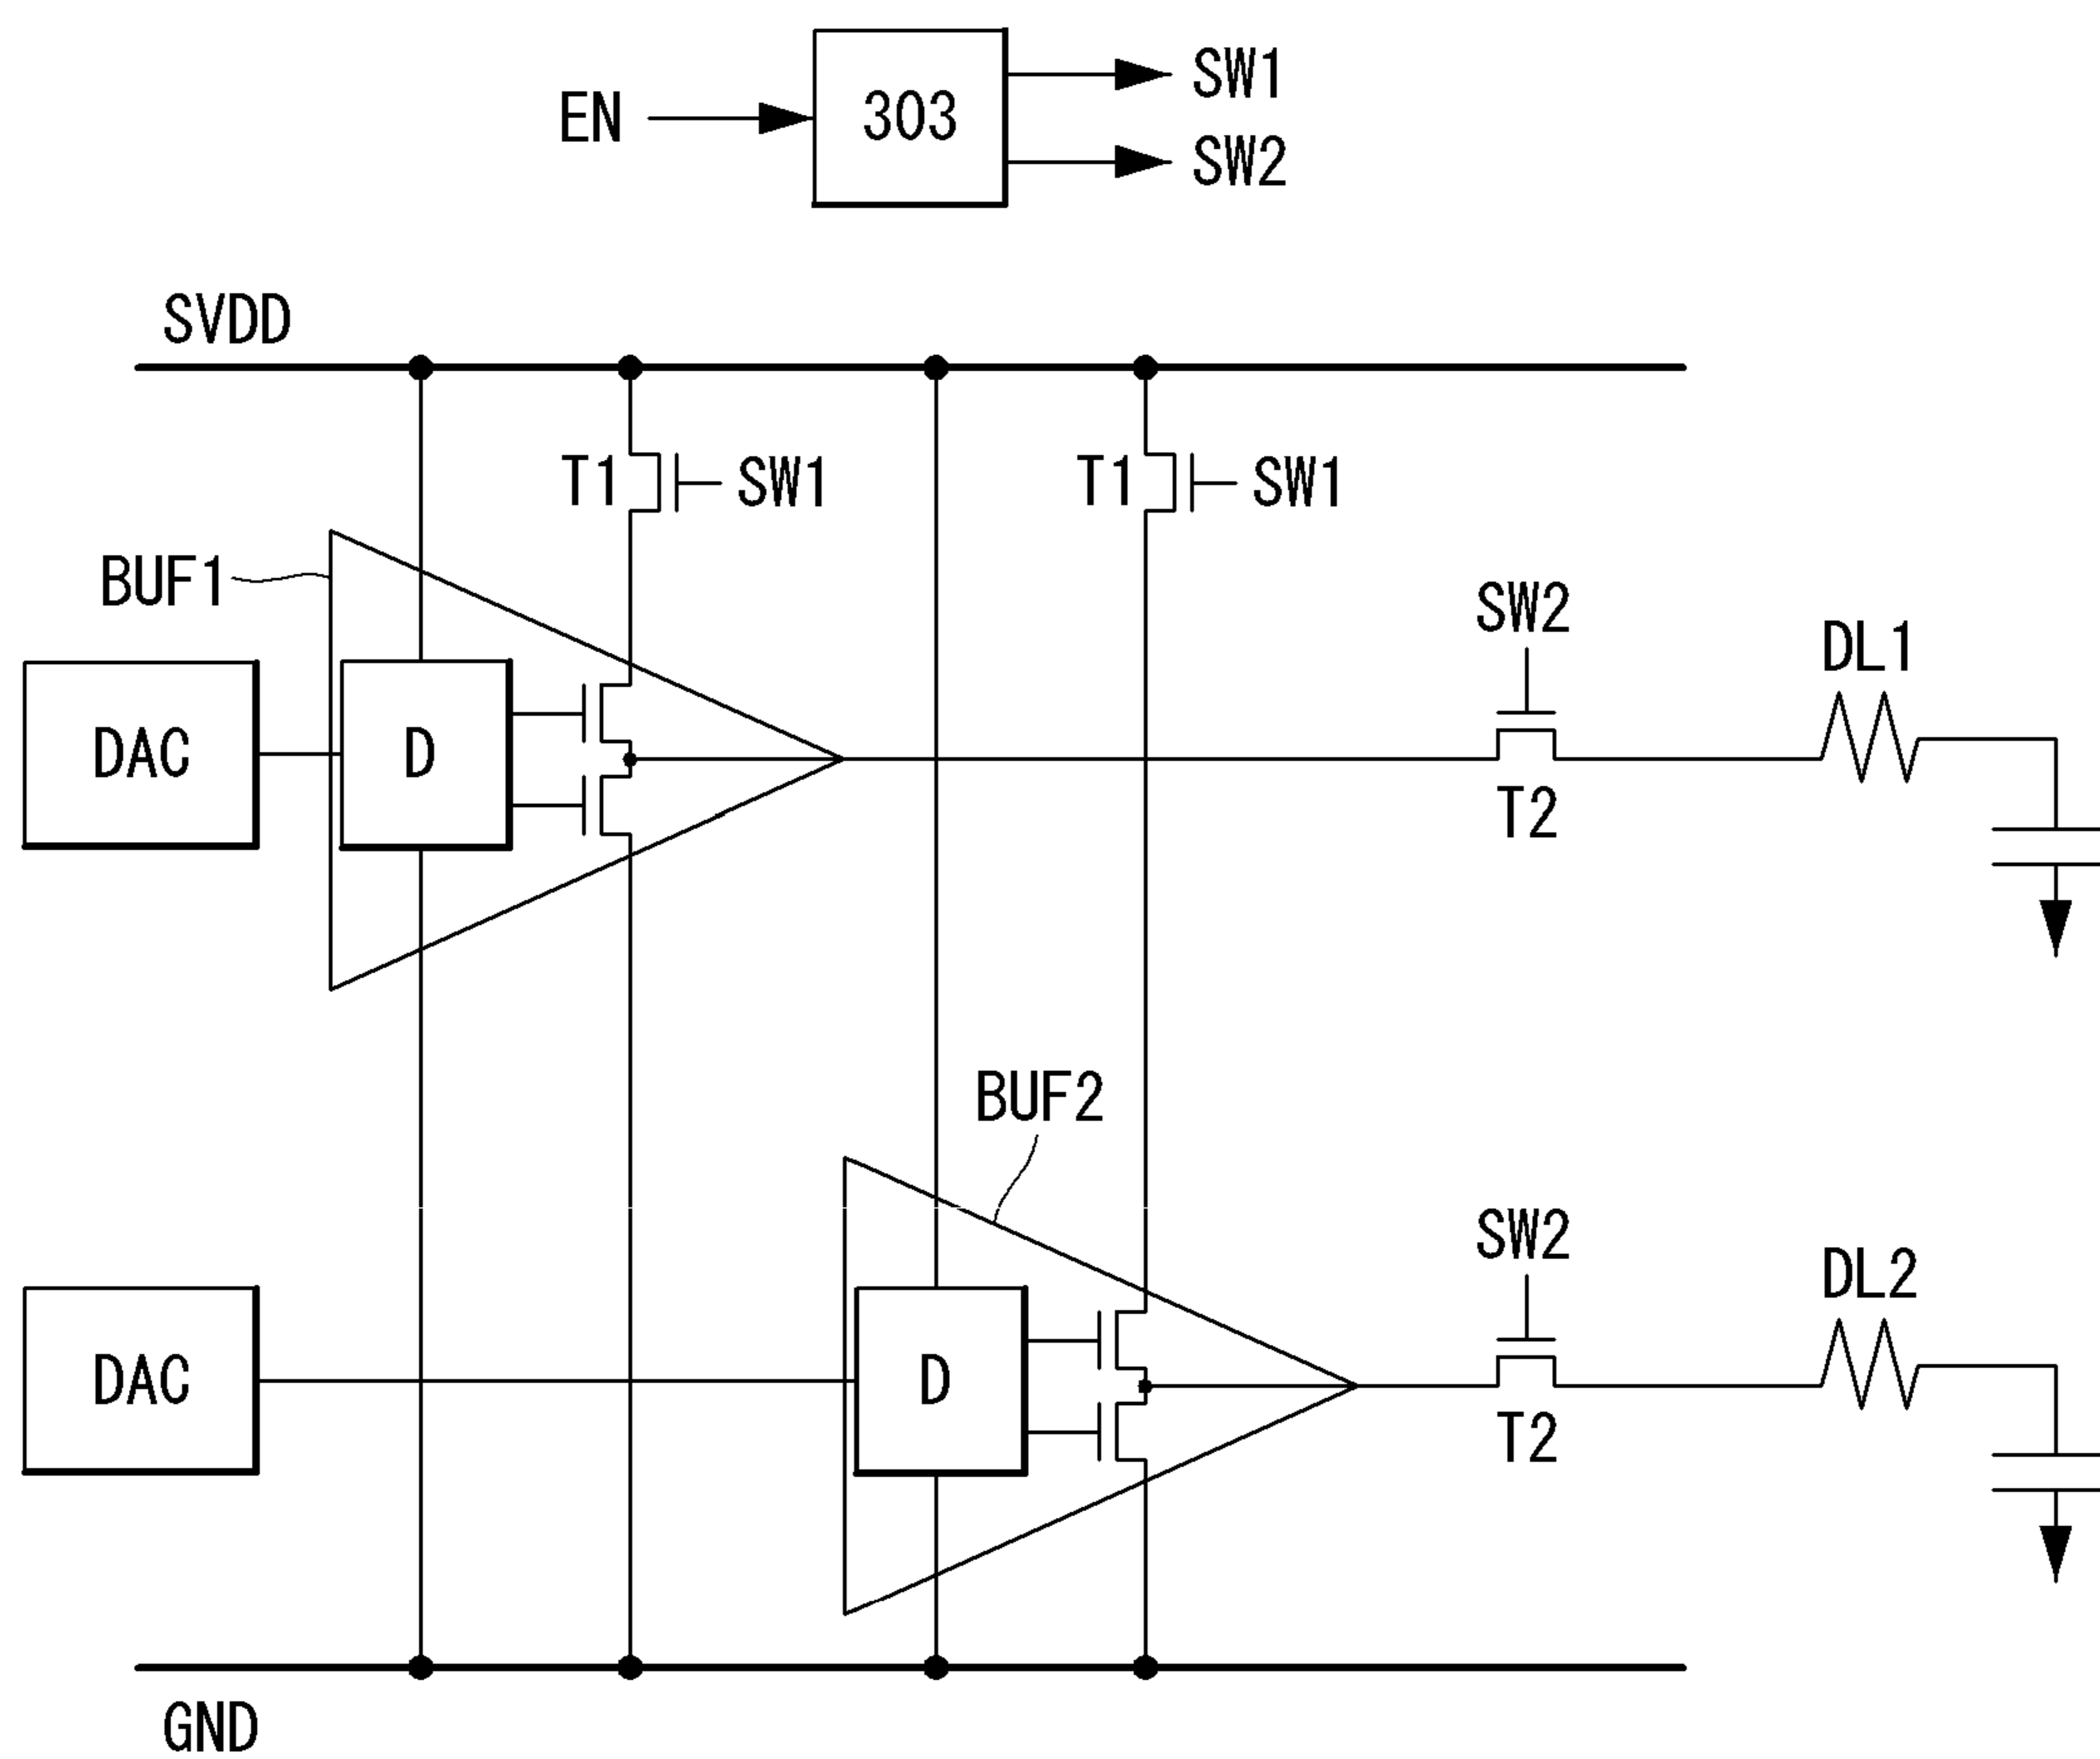 EN
303
SW1
SW2
SVDD
T1
SW1
T1
SW1
BUF1
SW2
DL1
DAC
D
T2
BUF2
SW2
DL2
DAC
D
T2
GND